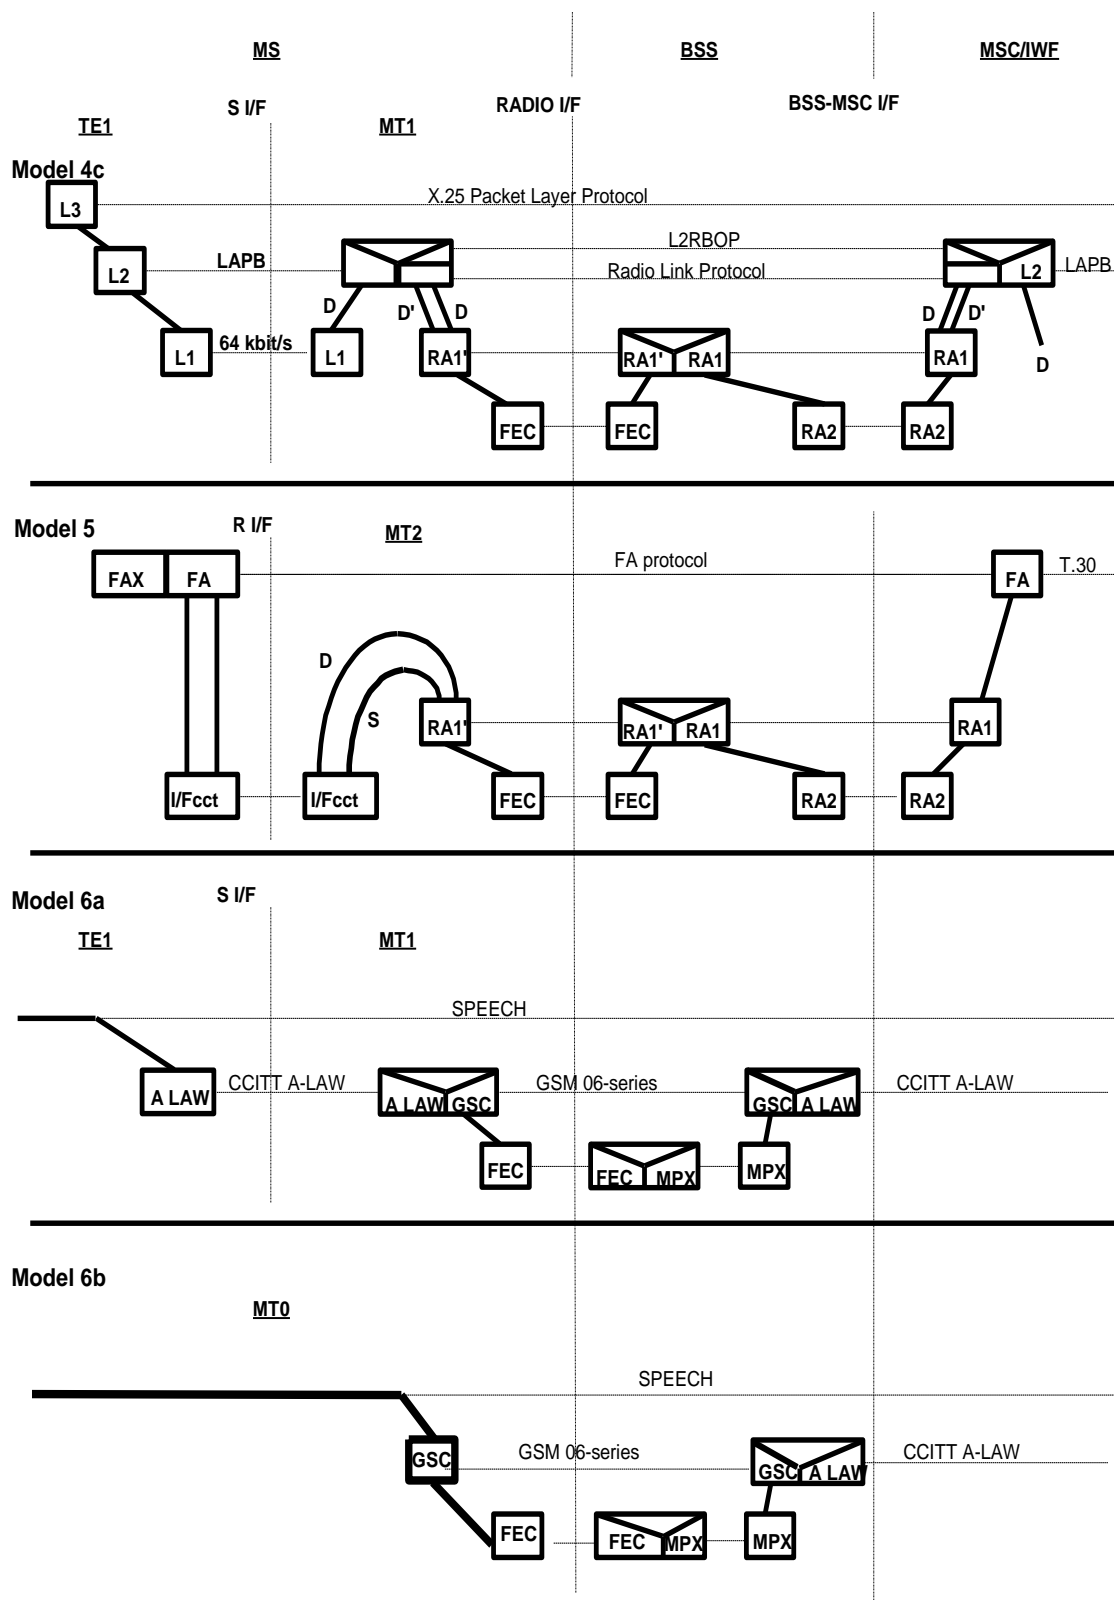 MS BSS MSC/IWF
S I/F RADIO I/F BSS-MSC I/F
TE1 MT1
Model 4c
L3 X.25 Packet Layer Protocol
L2RBOP
L2 LAPB Radio Link Protocol L2 LAPB
D D' D D D'
L1 64 kbit/s L1 RA1' RA1' RA1 RA1 D
FEC FEC RA2 RA2
Model 5 R I/F MT2
FAX FA FA protocol FA T.30
D
S RA1' RA1' RA1 RA1
I/Fcct I/Fcct FEC FEC RA2 RA2
Model 6a S I/F
TE1 MT1
SPEECH
A LAW CCITT A-LAW A LAW GSC GSM 06-series GSC A LAW CCITT A-LAW
FEC FEC MPX MPX
Model 6b
MT0
SPEECH
GSC GSM 06-series GSC A LAW CCITT A-LAW
FEC FEC MPX MPX